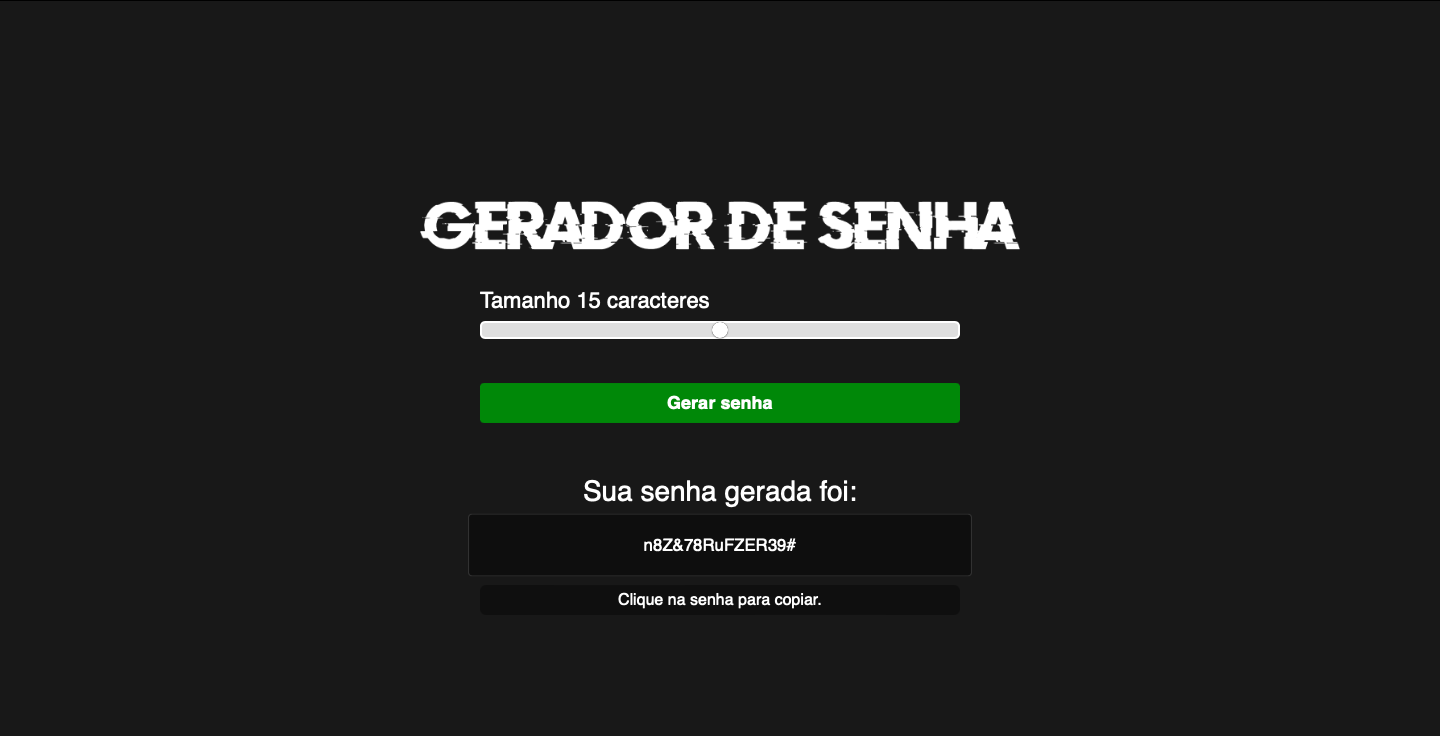 GERADOR DE SENHA
Tamanho 15 caracteres
Gerar senha
Sua senha gerada foi:
n8Z&78RuFZER39#
Clique na senha para copiar.